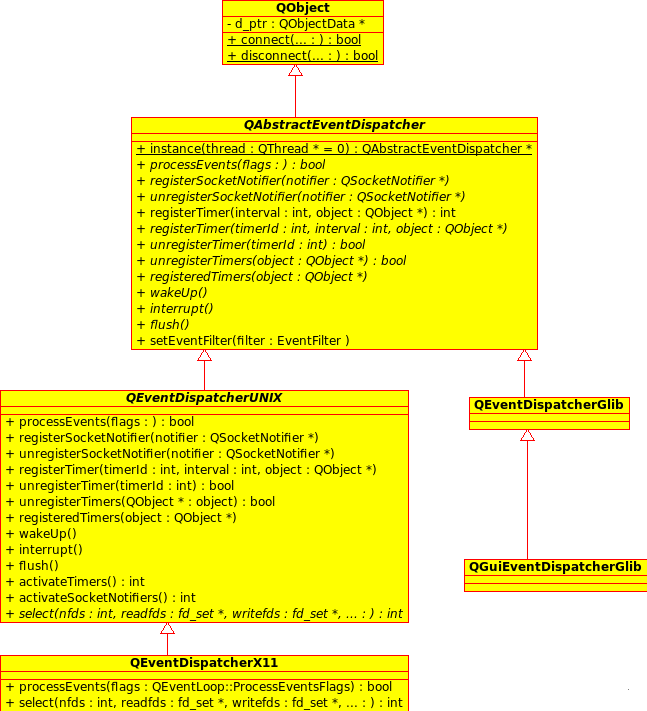 QObject
- d_ptr : QObjectData *
+ connect(... : ) : bool
+ disconnect(... : ) : bool
QAbstractEventDispatcher
+ instance(thread : QThread * = 0) : QAbstractEventDispatcher *
+ processEvents(flags : ) : bool
+ registerSocketNotifier(notifier : QSocketNotifier *)
+ unregisterSocketNotifier(notifier : QSocketNotifier *)
+ registerTimer(interval : int, object : QObject *) : int
+ registerTimer(timerId : int, interval : int, object : QObject *)
+ unregisterTimer(timerId : int) : bool
+ unregisterTimers(object : QObject *) : bool
+ registeredTimers(object : QObject *)
+ wakeUp()
+ interrupt()
+ flush()
+ setEventFilter(filter : EventFilter )
QEventDispatcherUNIX
+ processEvents(flags : ) : bool
+ registerSocketNotifier(notifier : QSocketNotifier *)
+ unregisterSocketNotifier(notifier : QSocketNotifier *)
+ registerTimer(timerId : int, interval : int, object : QObject *)
+ unregisterTimer(timerId : int) : bool
+ unregisterTimers(QObject * : object) : bool
+ registeredTimers(object : QObject *)
+ wakeUp()
+ interrupt()
+ flush()
+ activateTimers() : int
+ activateSocketNotifiers() : int
+ select(nfds : int, readfds : fd_set *, writefds : fd_set *, ... : ) : int
QEventDispatcherGlib
QGuiEventDispatcherGlib
QEventDispatcherX11
+ processEvents(flags : QEventLoop::ProcessEventsFlags) : bool
+ select(nfds : int, readfds : fd_set *, writefds : fd_set *, ... : ) : int